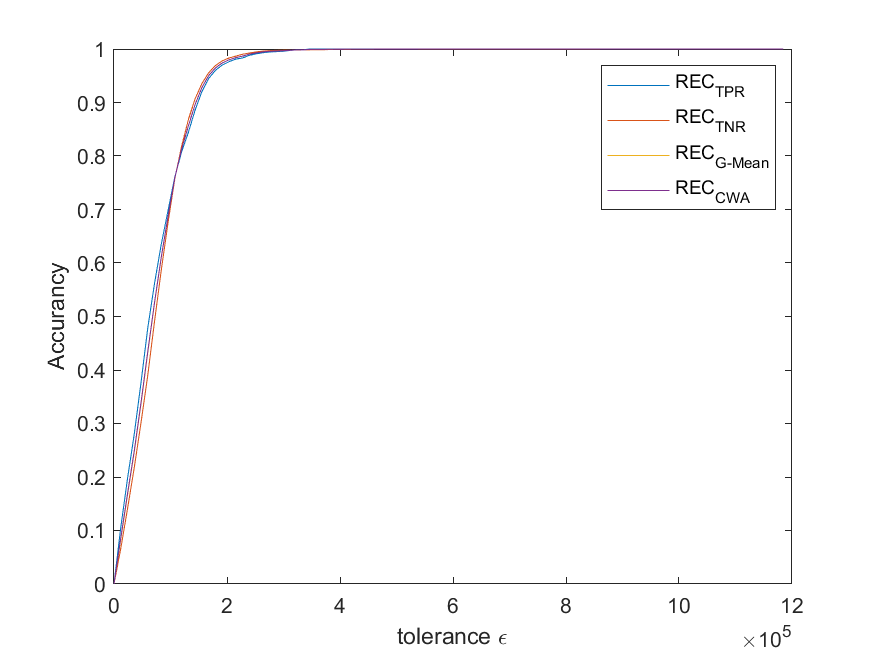 1
0.9
0.8
0.7
0.6
0.5
0.4
0.3
0.2
0.1
0
Accurancy
REC_TPR
REC_TNR
REC_G-Mean
REC_CWA
0 2 4 6 8 10 12
×10^5
tolerance ϵ